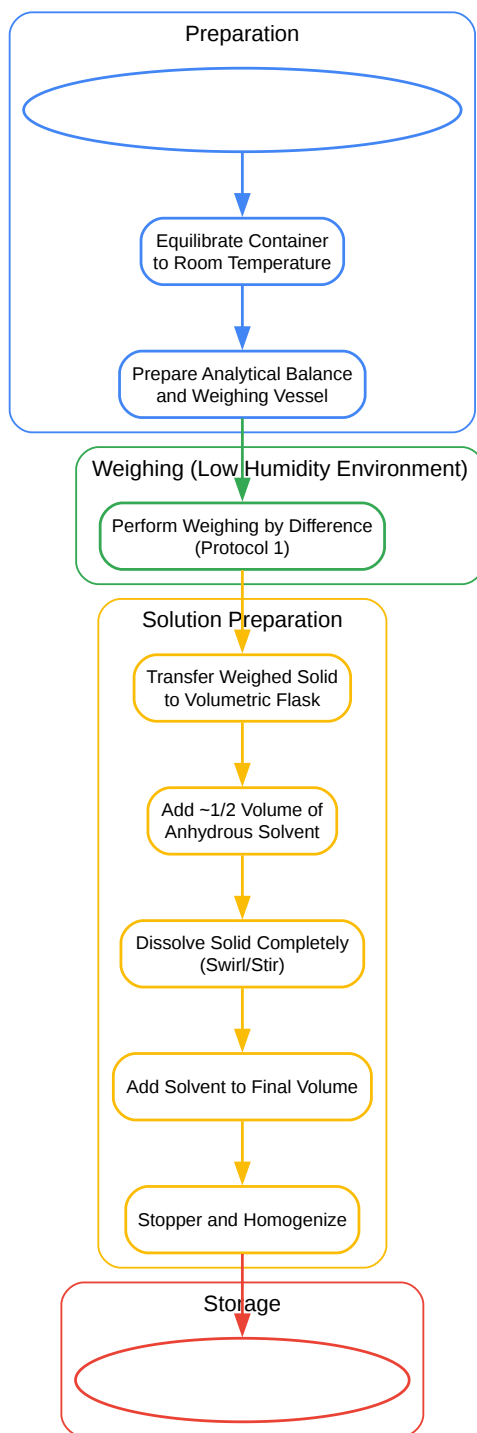 Preparation
Equilibrate Container
to Room Temperature
Prepare Analytical Balance
and Weighing Vessel
Weighing (Low Humidity Environment)
Perform Weighing by Difference
(Protocol 1)
Solution Preparation
Transfer Weighed Solid
to Volumetric Flask
Add ~1/2 Volume of
Anhydrous Solvent
Dissolve Solid Completely
(Swirl/Stir)
Add Solvent to Final Volume
Stopper and Homogenize
Storage